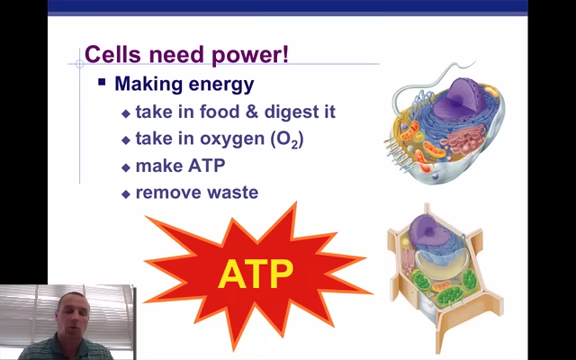 Cells need power!
Making energy
take in food & digest it
take in oxygen (O₂)
make ATP
remove waste
ATP